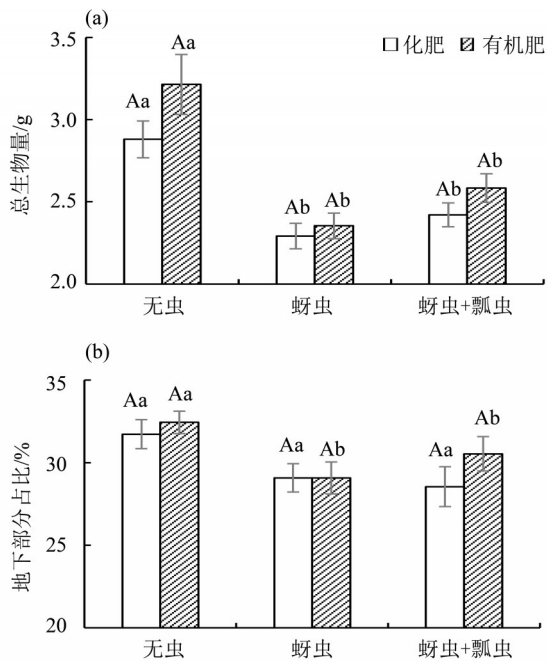 (a)
3.5
3.0
2.5
2.0
总生物量/g
化肥 有机肥
Aa Aa
Ab Ab
Ab Ab
无虫 蚜虫 蚜虫+瓢虫
(b)
35
30
25
20
地下部分占比/%
Aa Aa
Aa Ab
Aa Ab
无虫 蚜虫 蚜虫+瓢虫